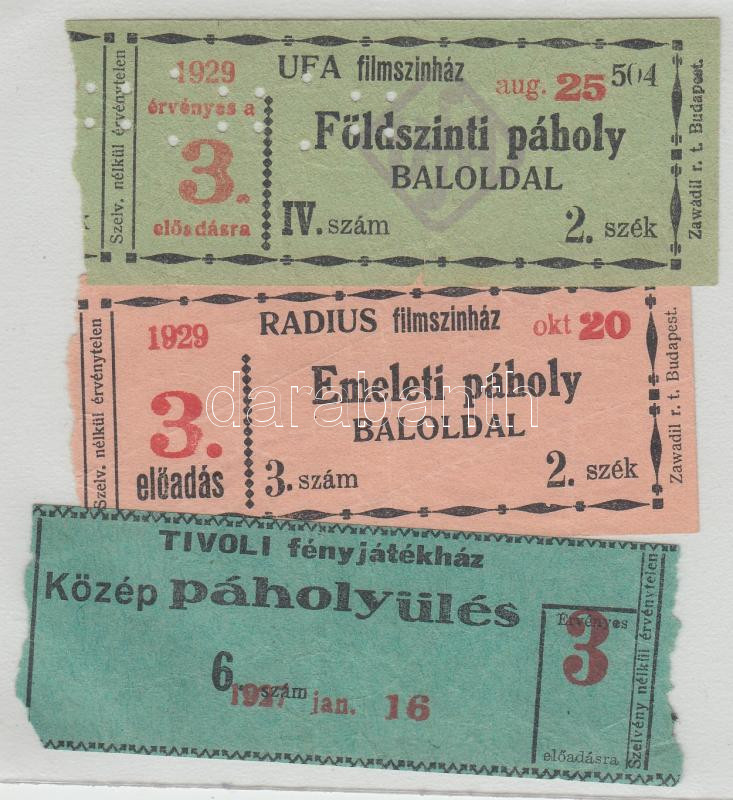 Szelv. nélkül érvénytelen
1929
érvényes a
3.
előadásra
UFA filmszinház
aug. 25 504
Földszinti páholy
BALOLDAL
IV. szám 2. szék
Zawadil r. t. Budapest.
Szelv. nélkül érvénytelen
1929
3.
előadás
RADIUS filmszinház
okt 20
Emeleti páholy
BALOLDAL
3. szám 2. szék
Zawadil r. t. Budapest.
darabanth
TIVOLI fényjátékház
Közép páholyülés
6. szám
1927 jan. 16
Érvényes
3
előadásra
Szelvény nélkül érvénytelen